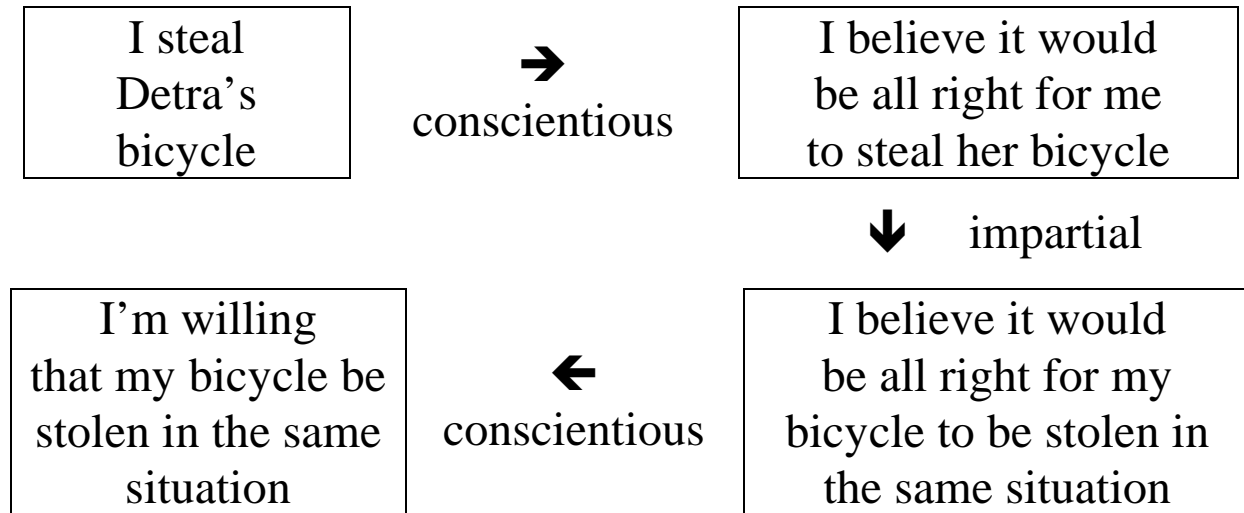 I steal
Detra’s
bicycle
➔
conscientious
I believe it would
be all right for me
to steal her bicycle
➔ impartial
I believe it would
be all right for my
bicycle to be stolen in
the same situation
➔
conscientious
I’m willing
that my bicycle be
stolen in the same
situation